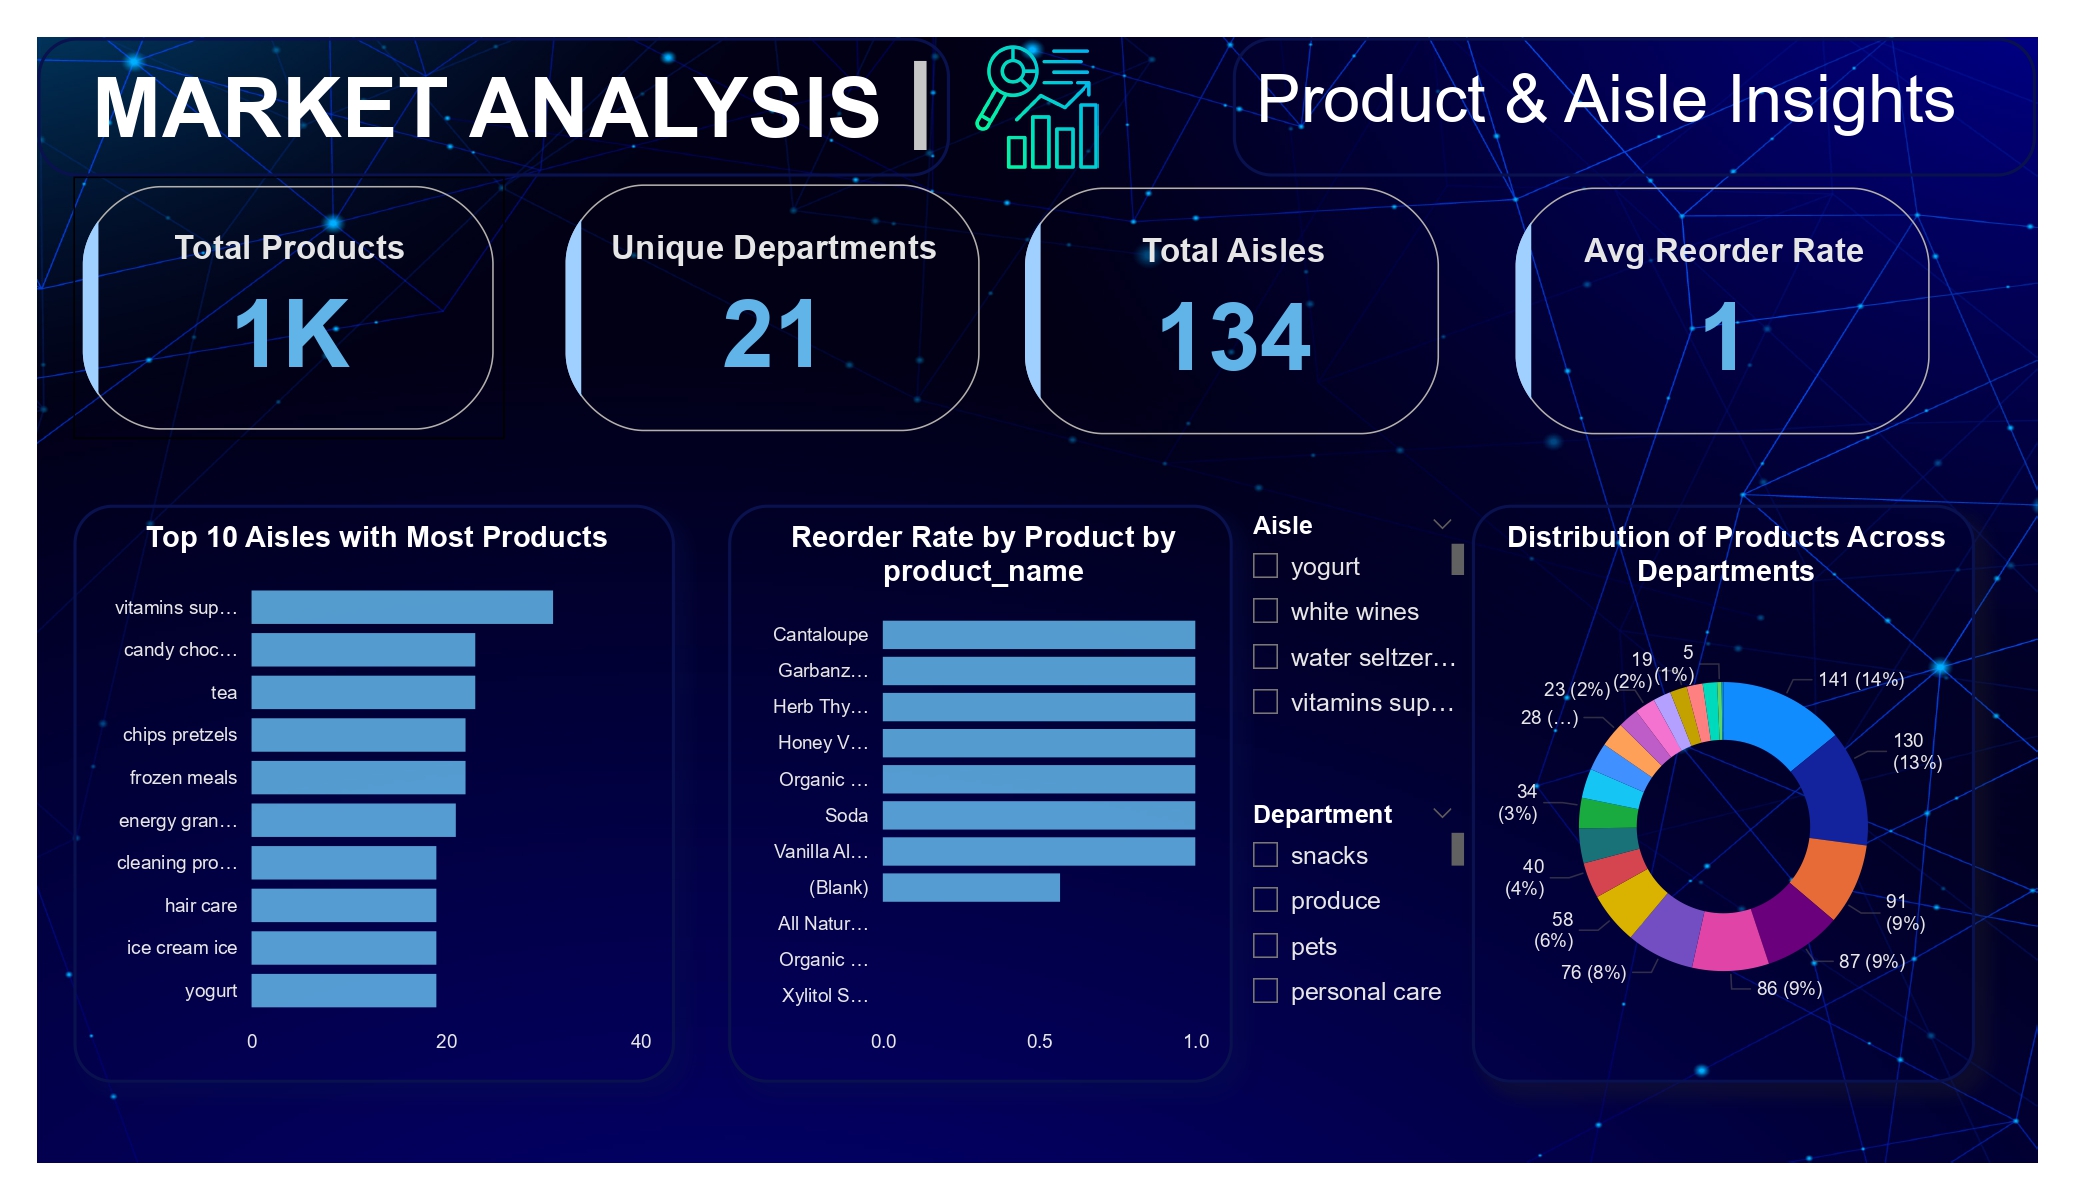 MARKET ANALYSIS
Product & Aisle Insights
Total Products
1K
Unique Departments
21
Total Aisles
134
Avg Reorder Rate
1
Top 10 Aisles with Most Products
vitamins sup…
candy choc…
tea
chips pretzels
frozen meals
energy gran…
cleaning pro…
hair care
ice cream ice
yogurt
0 20 40
Reorder Rate by Product by
product_name
Cantaloupe
Garbanz…
Herb Thy…
Honey V…
Organic …
Soda
Vanilla Al…
(Blank)
All Natur…
Organic …
Xylitol S…
0.0 0.5 1.0
Aisle
yogurt
white wines
water seltzer…
vitamins sup…
Department
snacks
produce
pets
personal care
Distribution of Products Across
Departments
141 (14%)
130
(13%)
91
(9%)
87 (9%)
86 (9%)
76 (8%)
58
(6%)
40
(4%)
34
(3%)
28 (…)
23 (2%)
19
(2%)
5
(1%)